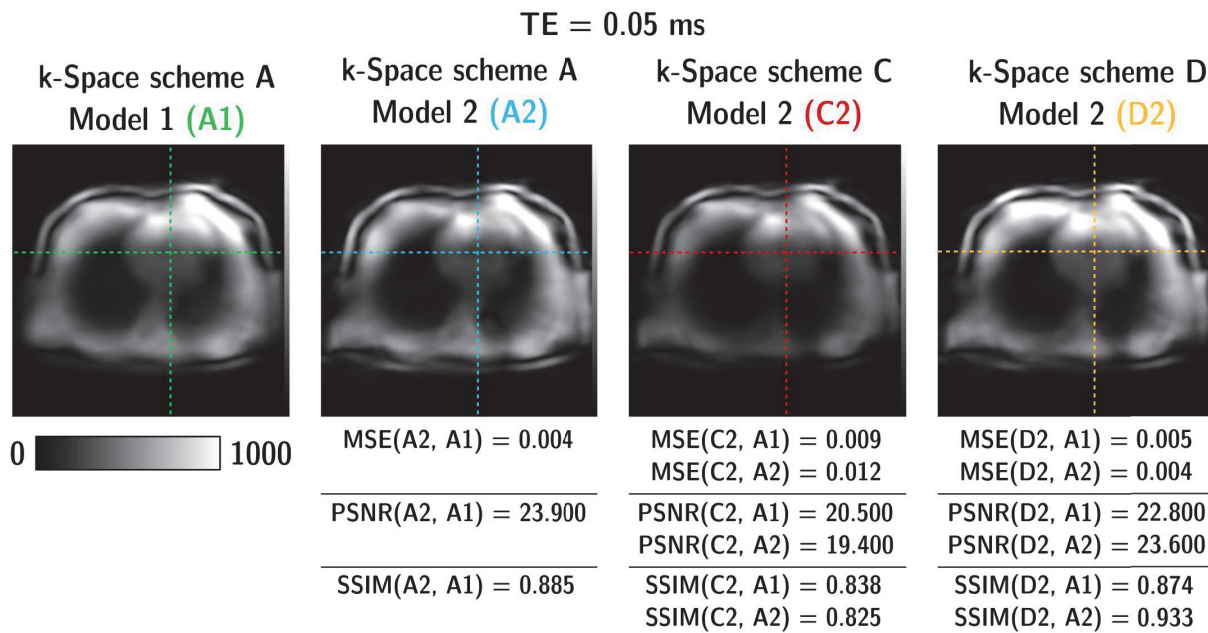 TE = 0.05 ms
k-Space scheme A
Model 1 (A1)
k-Space scheme A
Model 2 (A2)
k-Space scheme C
Model 2 (C2)
k-Space scheme D
Model 2 (D2)
0 1000
MSE(A2, A1) = 0.004
PSNR(A2, A1) = 23.900
SSIM(A2, A1) = 0.885
MSE(C2, A1) = 0.009
MSE(C2, A2) = 0.012
PSNR(C2, A1) = 20.500
PSNR(C2, A2) = 19.400
SSIM(C2, A1) = 0.838
SSIM(C2, A2) = 0.825
MSE(D2, A1) = 0.005
MSE(D2, A2) = 0.004
PSNR(D2, A1) = 22.800
PSNR(D2, A2) = 23.600
SSIM(D2, A1) = 0.874
SSIM(D2, A2) = 0.933